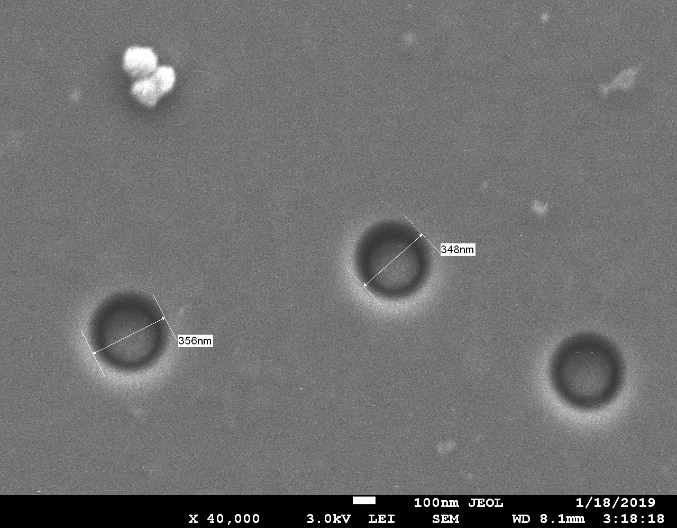 348nm
356nm
100nm JEOL 1/18/2019
X 40,000 3.0kV LEI SEM WD 8.1mm 3:18:18